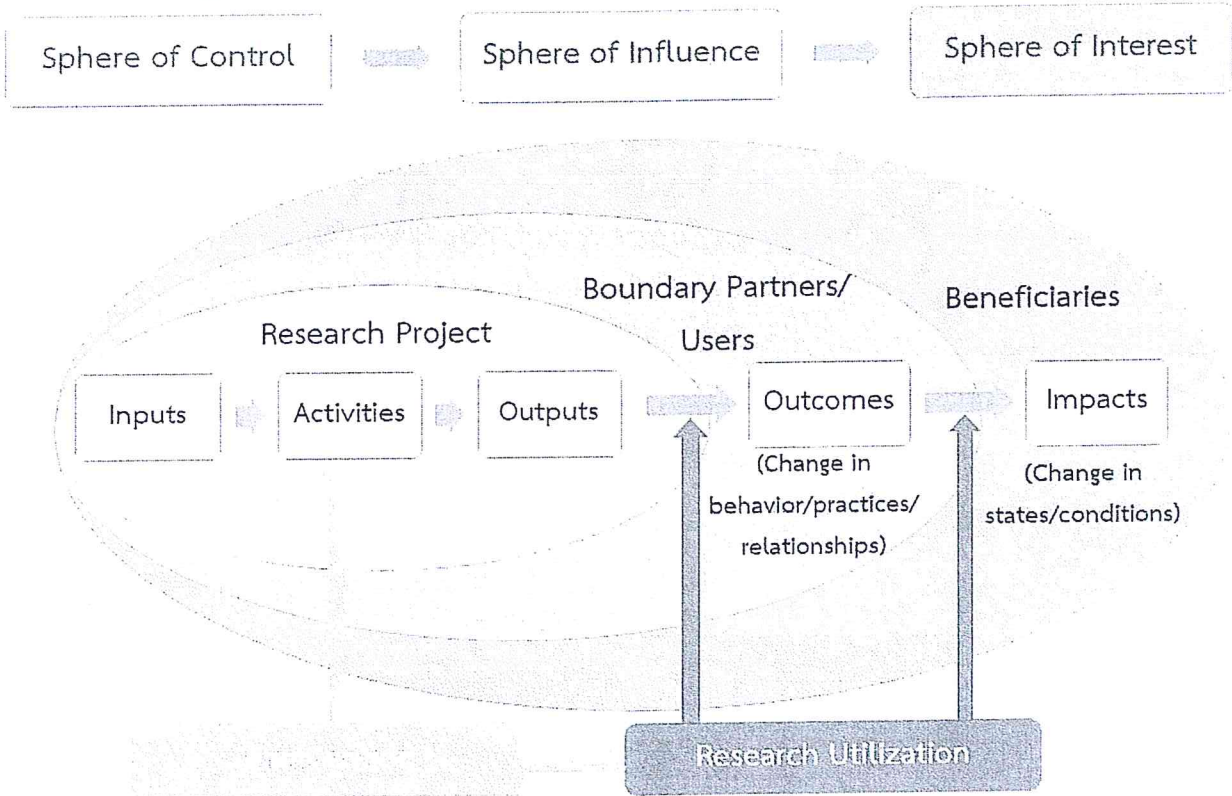 Sphere of Control
Sphere of Influence
Sphere of Interest
Boundary Partners/
Users
Beneficiaries
Research Project
Inputs
Activities
Outputs
Outcomes
Impacts
(Change in
behavior/practices/
relationships)
(Change in
states/conditions)
Research Utilization